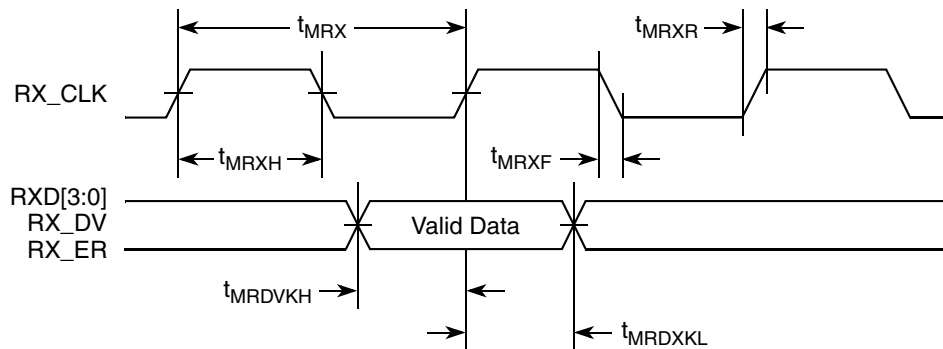 tMRX
tMRXR
RX_CLK
tMRXH
tMRXF
RXD[3:0]
RX_DV
RX_ER
Valid Data
tMRDVKH
tMRDXKL